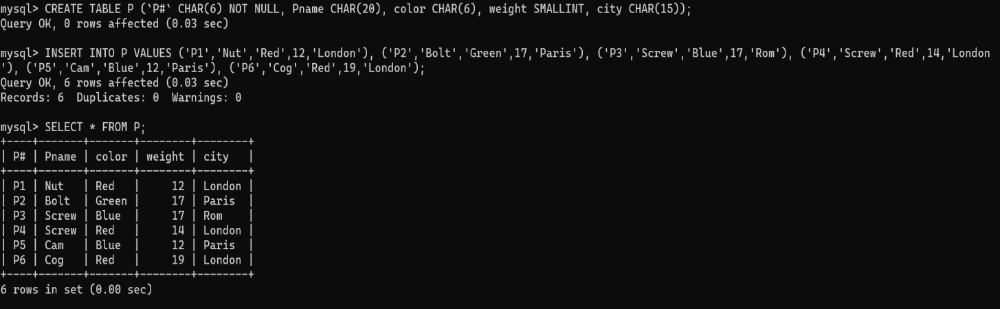 mysql> CREATE TABLE P (`P#` CHAR(6) NOT NULL, Pname CHAR(20), color CHAR(6), weight SMALLINT, city CHAR(15));
Query OK, 0 rows affected (0.03 sec)

mysql> INSERT INTO P VALUES ('P1','Nut','Red',12,'London'), ('P2','Bolt','Green',17,'Paris'), ('P3','Screw','Blue',17,'Rom'), ('P4','Screw','Red',14,'London
'), ('P5','Cam','Blue',12,'Paris'), ('P6','Cog','Red',19,'London');
Query OK, 6 rows affected (0.03 sec)
Records: 6  Duplicates: 0  Warnings: 0

mysql> SELECT * FROM P;
+----+-------+-------+--------+--------+
| P# | Pname | color | weight | city   |
+----+-------+-------+--------+--------+
| P1 | Nut   | Red   |     12 | London |
| P2 | Bolt  | Green |     17 | Paris  |
| P3 | Screw | Blue  |     17 | Rom    |
| P4 | Screw | Red   |     14 | London |
| P5 | Cam   | Blue  |     12 | Paris  |
| P6 | Cog   | Red   |     19 | London |
+----+-------+-------+--------+--------+
6 rows in set (0.00 sec)